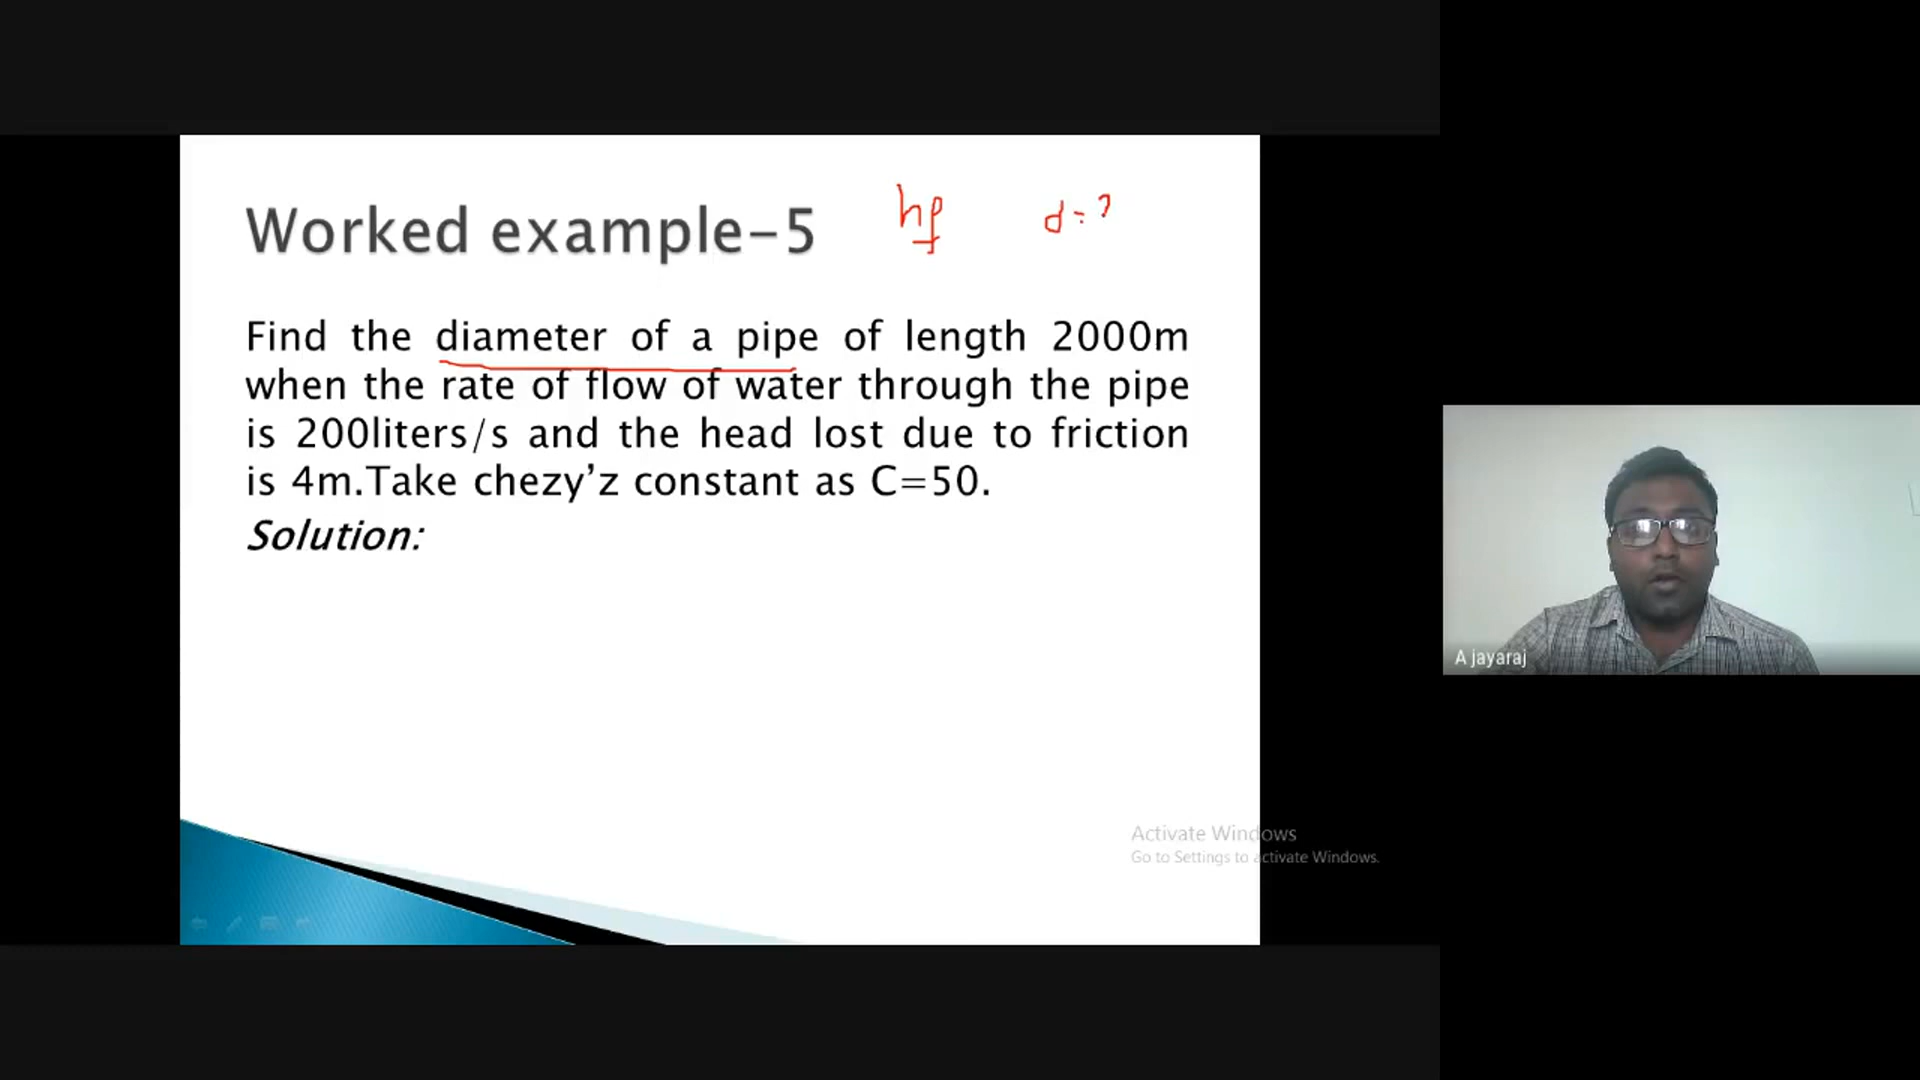 Worked example-5
hf
d=?
Find the diameter of a pipe of length 2000m
when the rate of flow of water through the pipe
is 200liters/s and the head lost due to friction
is 4m.Take chezy’z constant as C=50.
Solution:
A jayaraj
Activate Windows
Go to Settings to activate Windows.